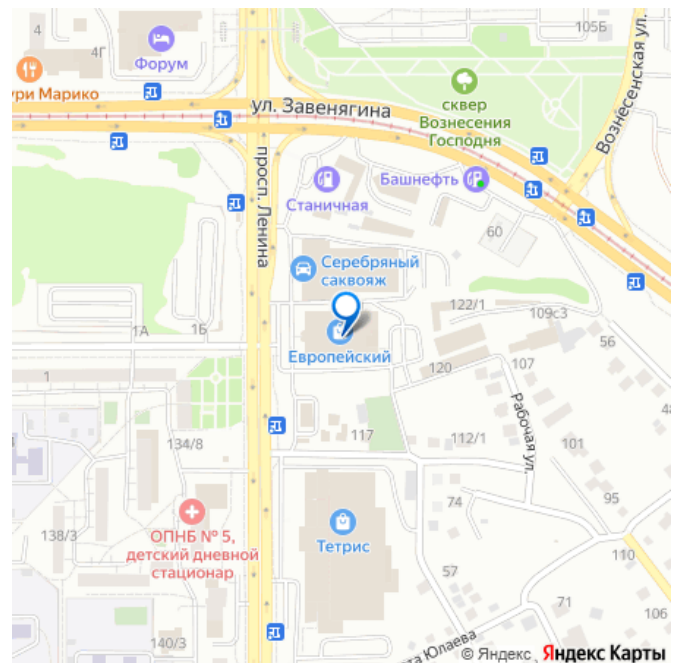 4
4Г
Форум
105Б
ури Марико
ул. Завенягина
сквер
Вознесения
Господня
Вознесенская ул.
просп. Ленина
Станичная
Башнефть
60
Серебряный
саквояж
122/1
109с3
1А
1Б
Европейский
56
107
120
1
Рабочая ул.
134/8
117
112/1
101
74
95
ОПНБ № 5,
детский дневной
стационар
138/3
Тетрис
110
57
71
106
140/3
та Юлаева
© Яндекс
Яндекс Карты